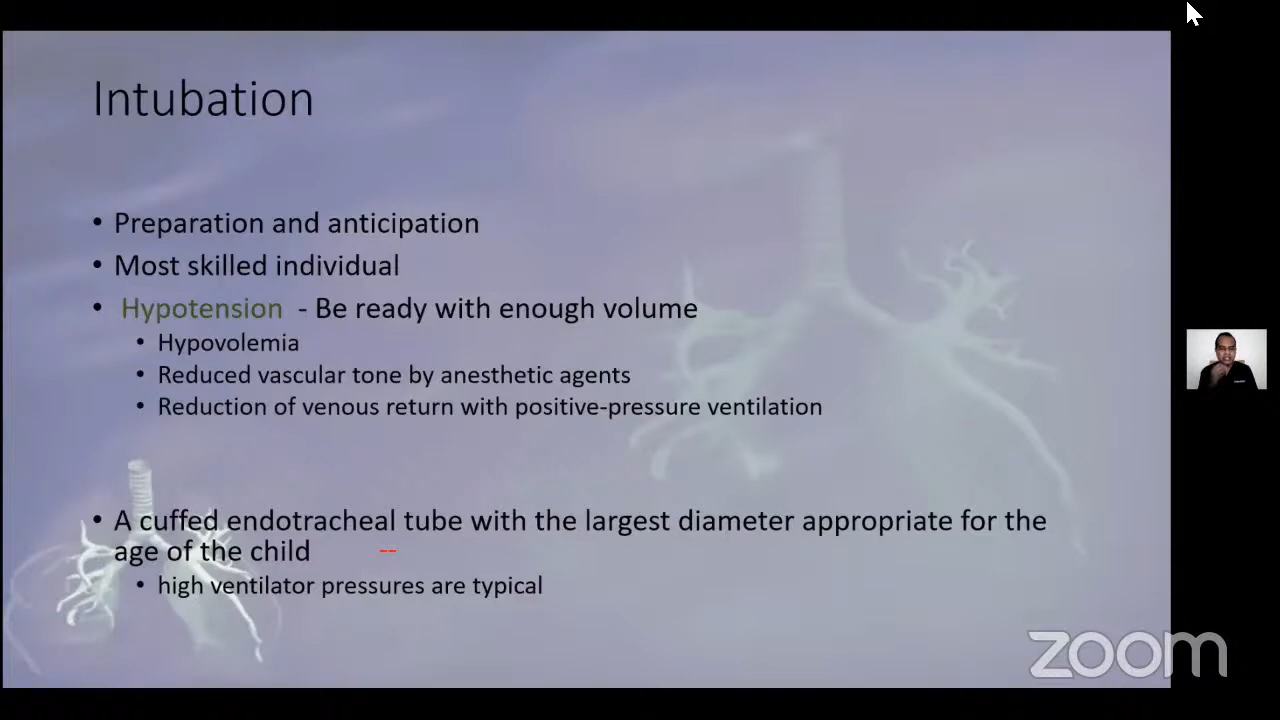 Intubation
• Preparation and anticipation
• Most skilled individual
• Hypotension - Be ready with enough volume
• Hypovolemia
• Reduced vascular tone by anesthetic agents
• Reduction of venous return with positive-pressure ventilation
• A cuffed endotracheal tube with the largest diameter appropriate for the
age of the child
• high ventilator pressures are typical
zoom